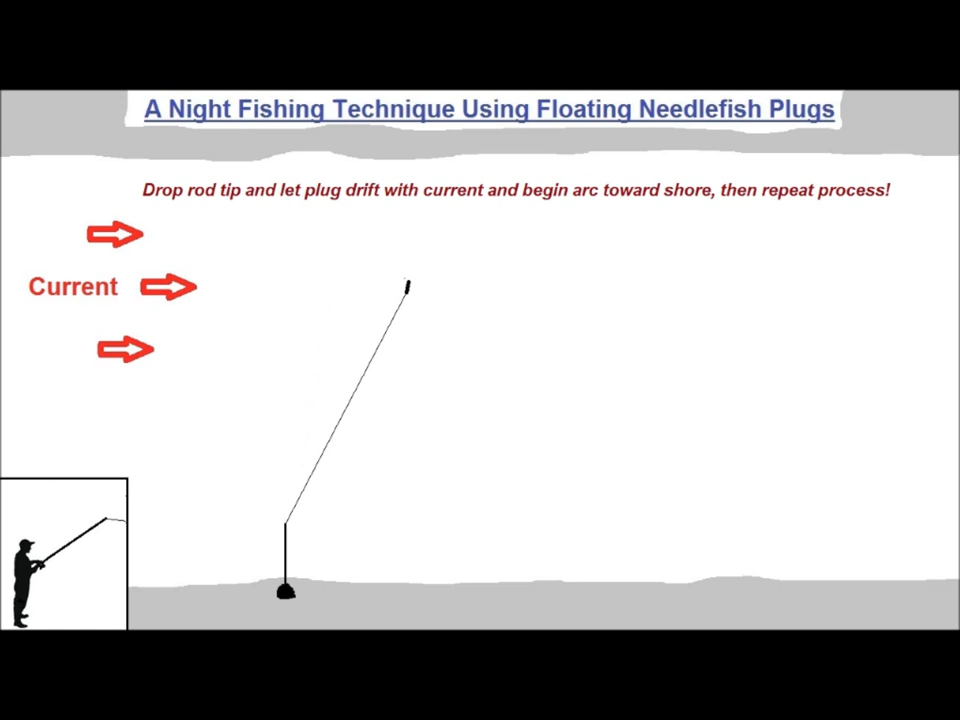 A Night Fishing Technique Using Floating Needlefish Plugs
Drop rod tip and let plug drift with current and begin arc toward shore, then repeat process!
Current